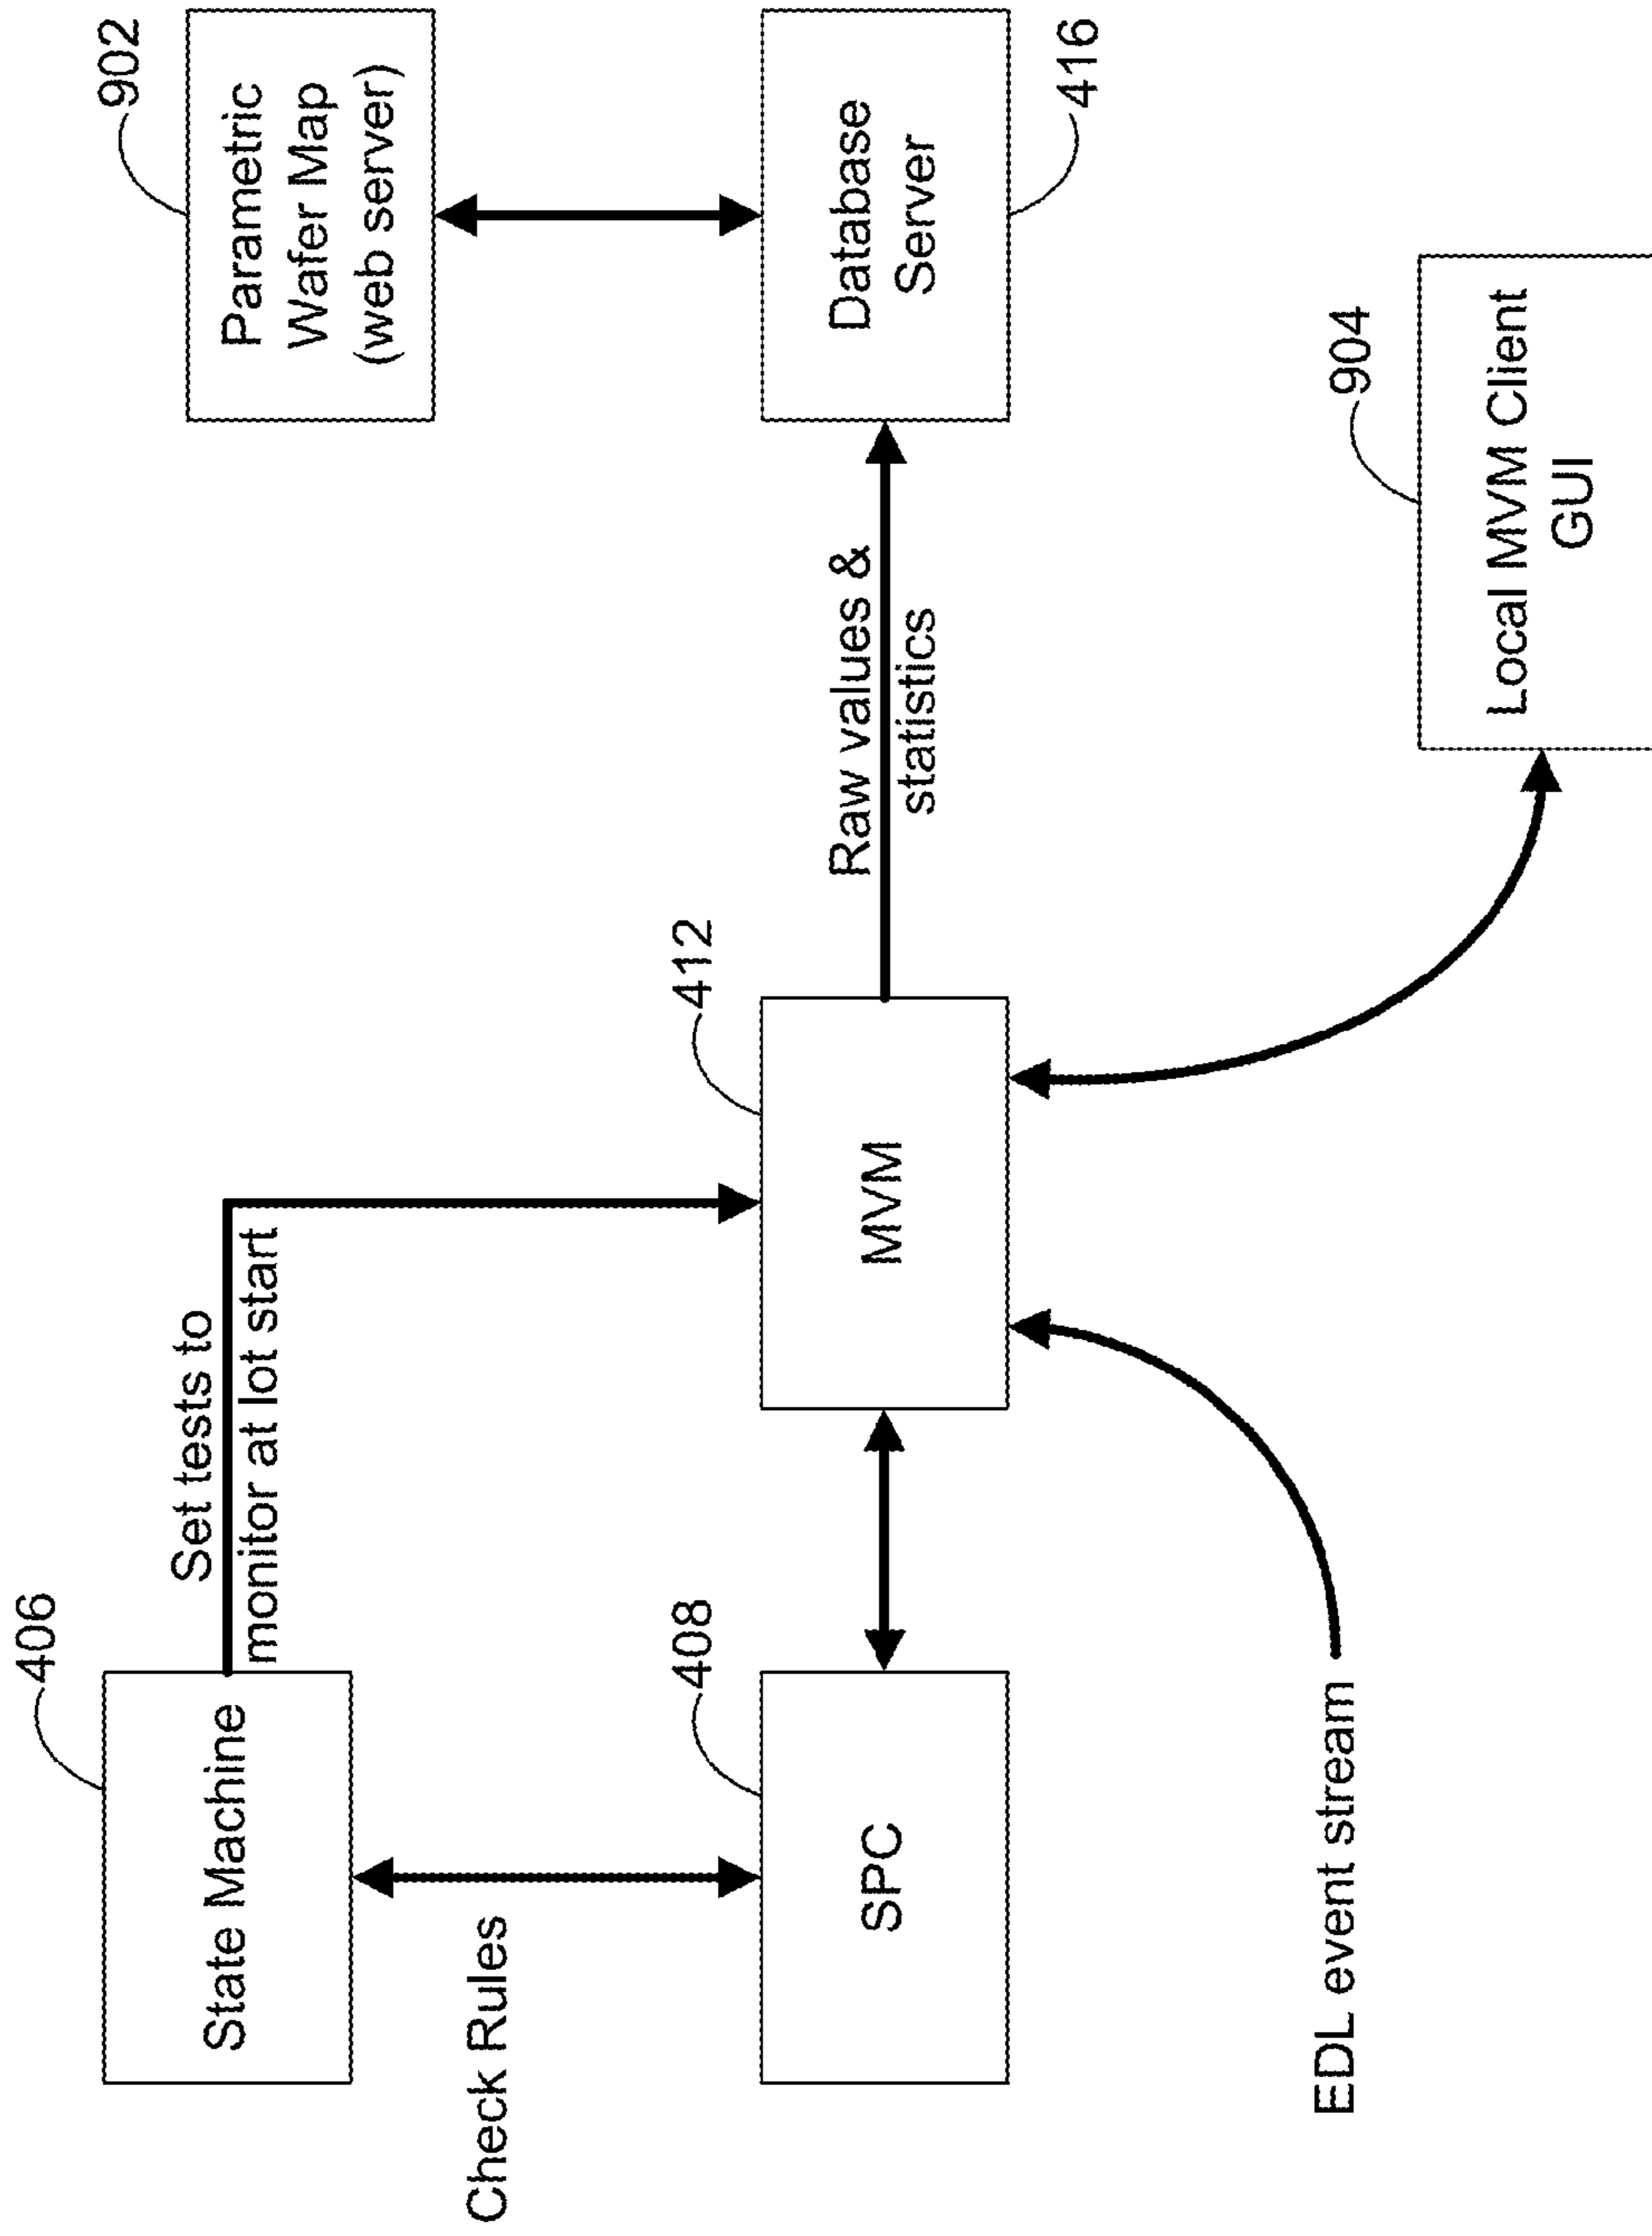 406
State Machine
Set tests to
monitor at lot start
902
Parametric
Wafer Map
(web server)
Check Rules
408
SPC
412
MVM
Raw values &
statistics
Database
Server
416
EDL event stream
904
Local MVM Client
GUI